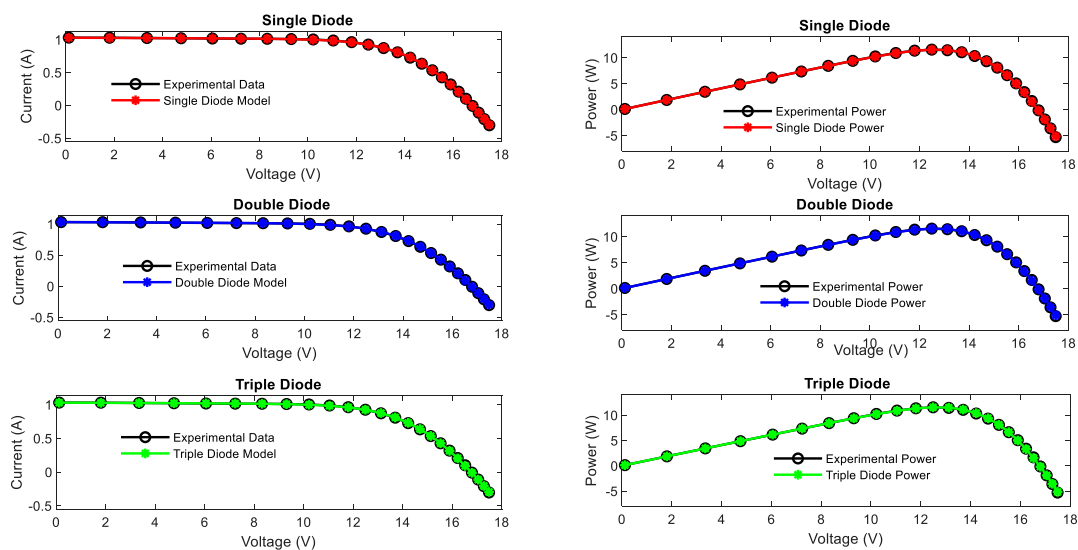 Single Diode
Current (A)
1
0.5
0
-0.5
Experimental Data
Single Diode Model
0 2 4 6 8 10 12 14 16 18
Voltage (V)
Single Diode
Power (W)
10
5
0
-5
Experimental Power
Single Diode Power
0 2 4 6 8 10 12 14 16 18
Voltage (V)
Double Diode
Current (A)
1
0.5
0
-0.5
Experimental Data
Double Diode Model
0 2 4 6 8 10 12 14 16 18
Voltage (V)
Double Diode
Power (W)
10
5
0
-5
Experimental Power
Double Diode Power
0 2 4 6 8 10 12 14 16 18
Voltage (V)
Triple Diode
Current (A)
1
0.5
0
-0.5
Experimental Data
Triple Diode Model
0 2 4 6 8 10 12 14 16 18
Voltage (V)
Triple Diode
Power (W)
10
5
0
-5
Experimental Power
Triple Diode Power
0 2 4 6 8 10 12 14 16 18
Voltage (V)